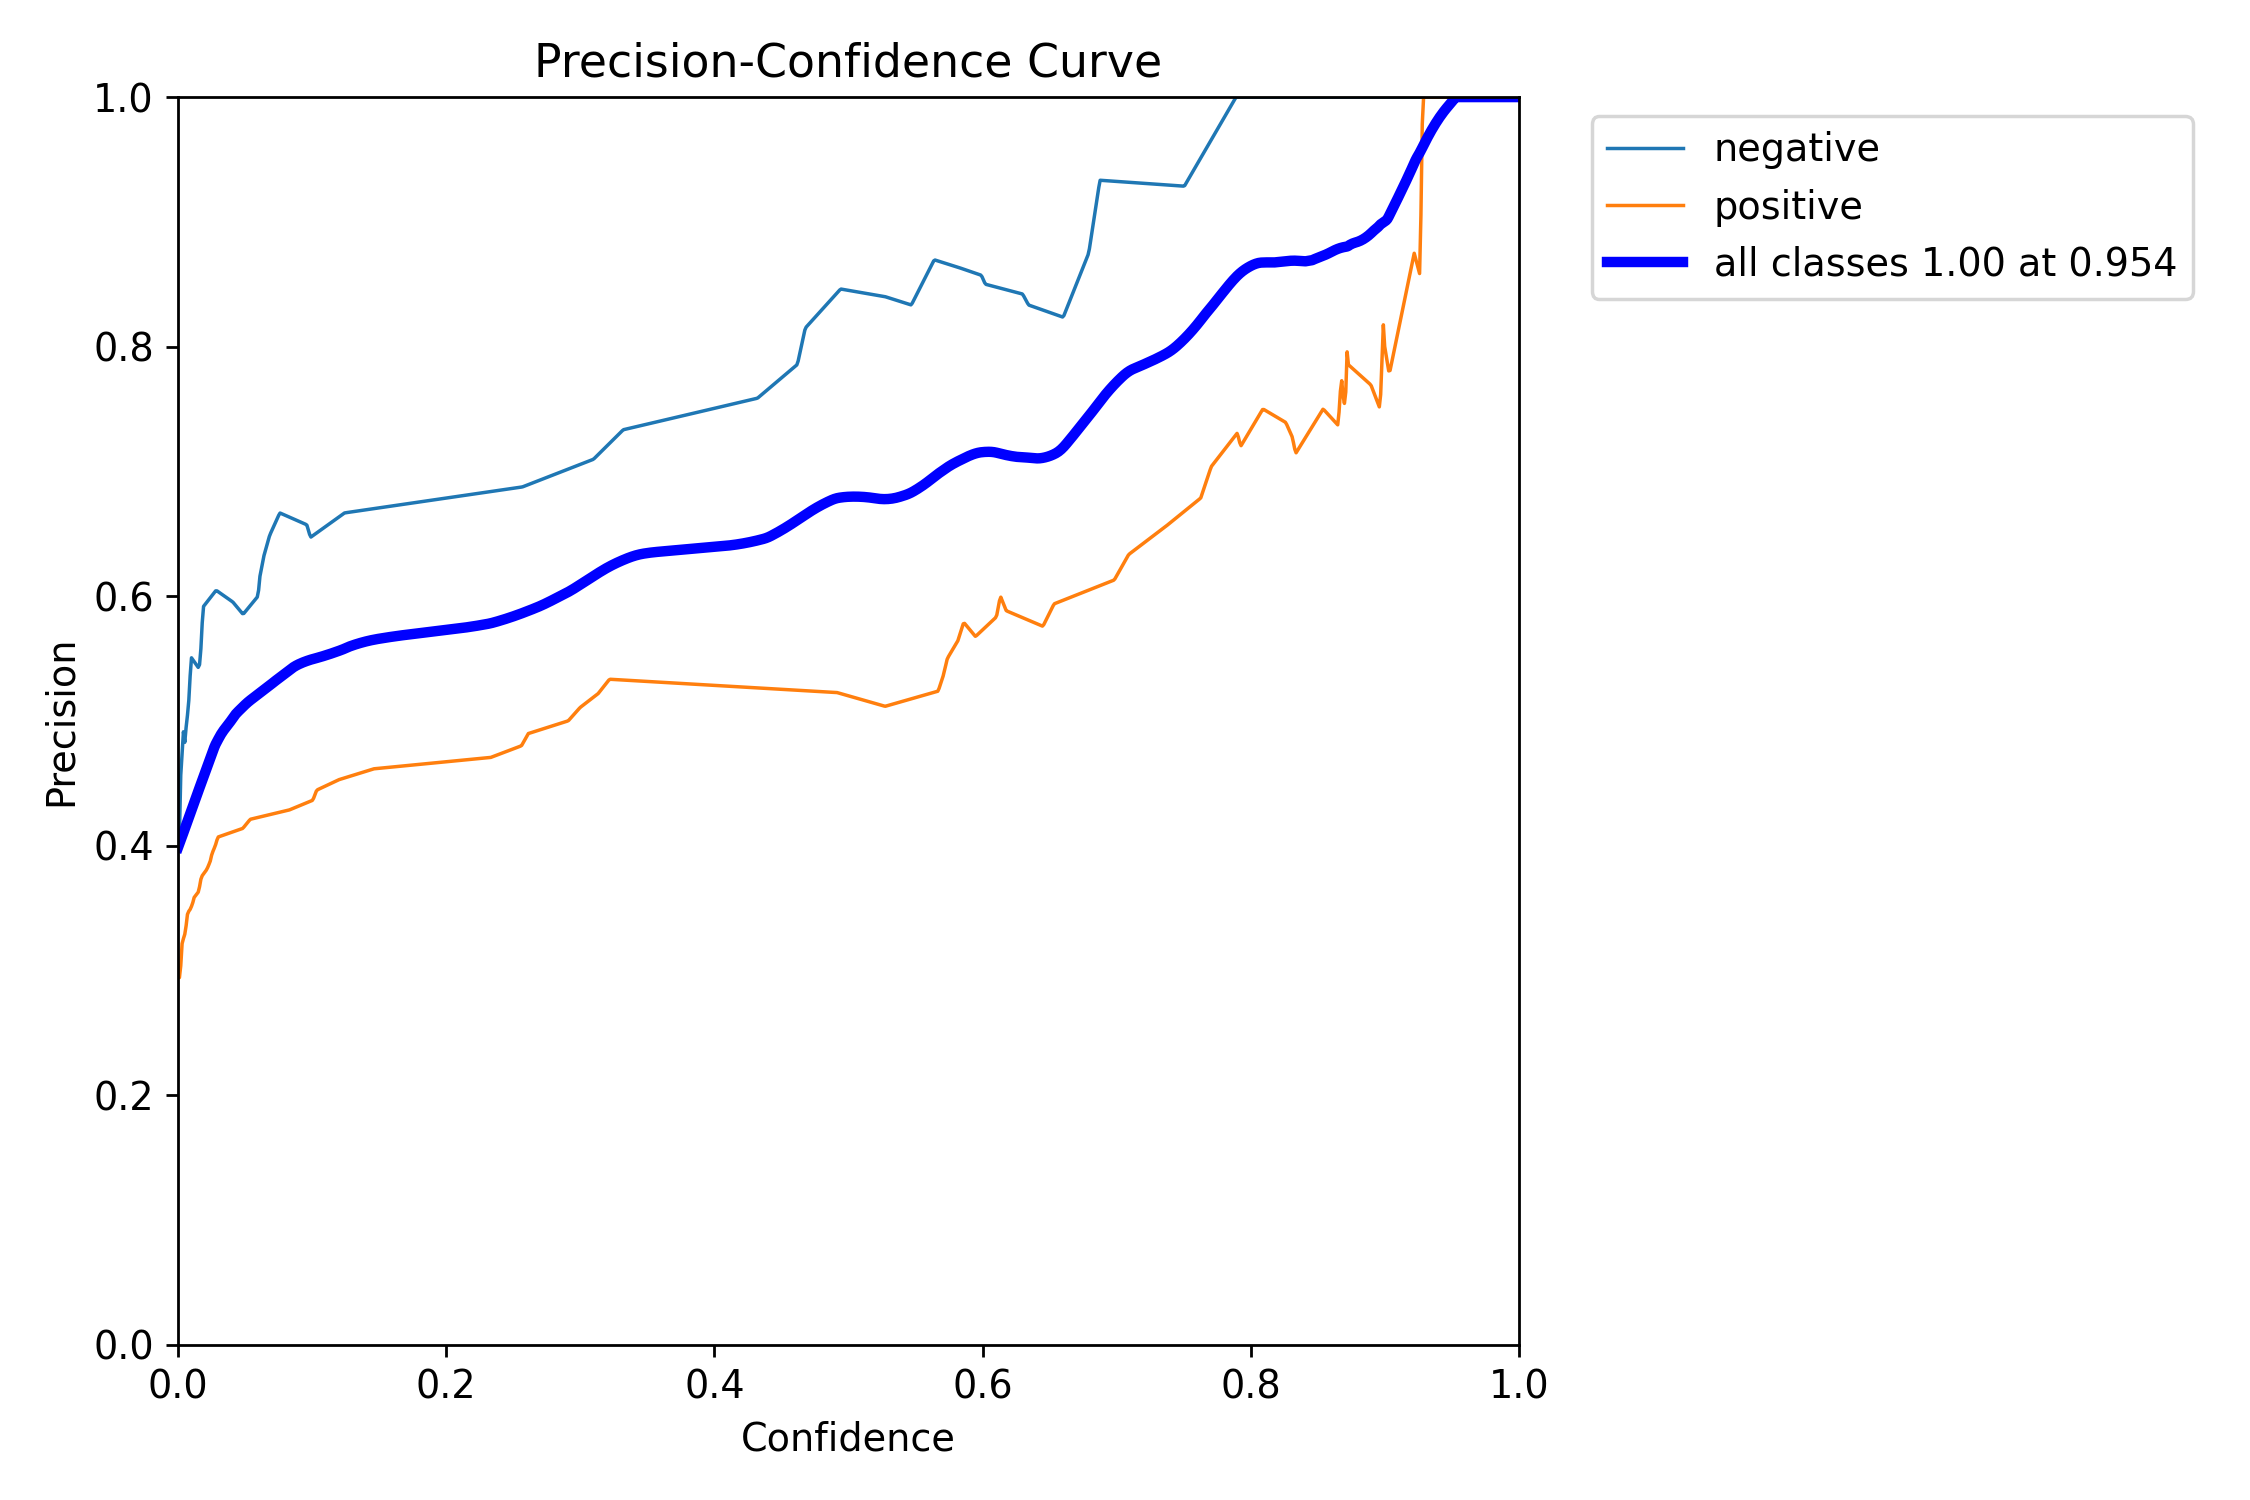 Precision-Confidence Curve
1.0
0.8
0.6
0.4
0.2
0.0
Precision
0.0 0.2 0.4 0.6 0.8 1.0
Confidence
negative
positive
all classes 1.00 at 0.954